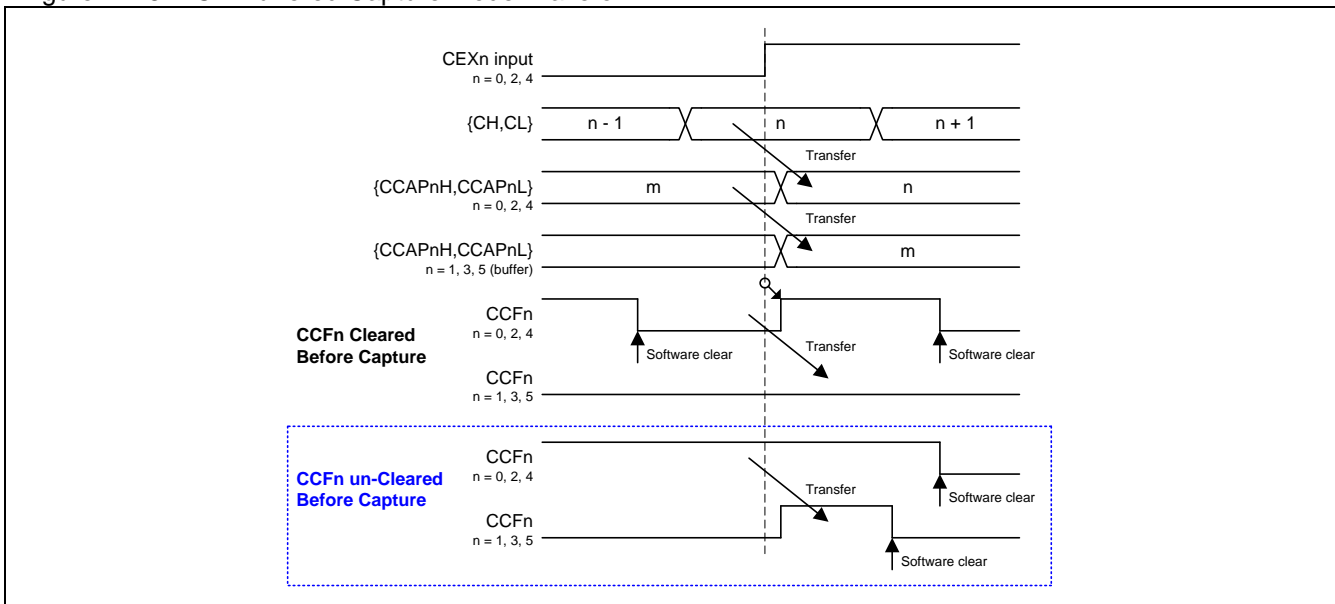 CEXn input
n = 0, 2, 4
{CH,CL}
n - 1
n
n + 1
Transfer
{CCAPnH,CCAPnL}
n = 0, 2, 4
m
n
Transfer
{CCAPnH,CCAPnL}
n = 1, 3, 5 (buffer)
m
CCFn Cleared
Before Capture
CCFn
n = 0, 2, 4
Software clear
Transfer
Software clear
CCFn
n = 1, 3, 5
CCFn un-Cleared
Before Capture
CCFn
n = 0, 2, 4
Transfer
Software clear
CCFn
n = 1, 3, 5
Software clear